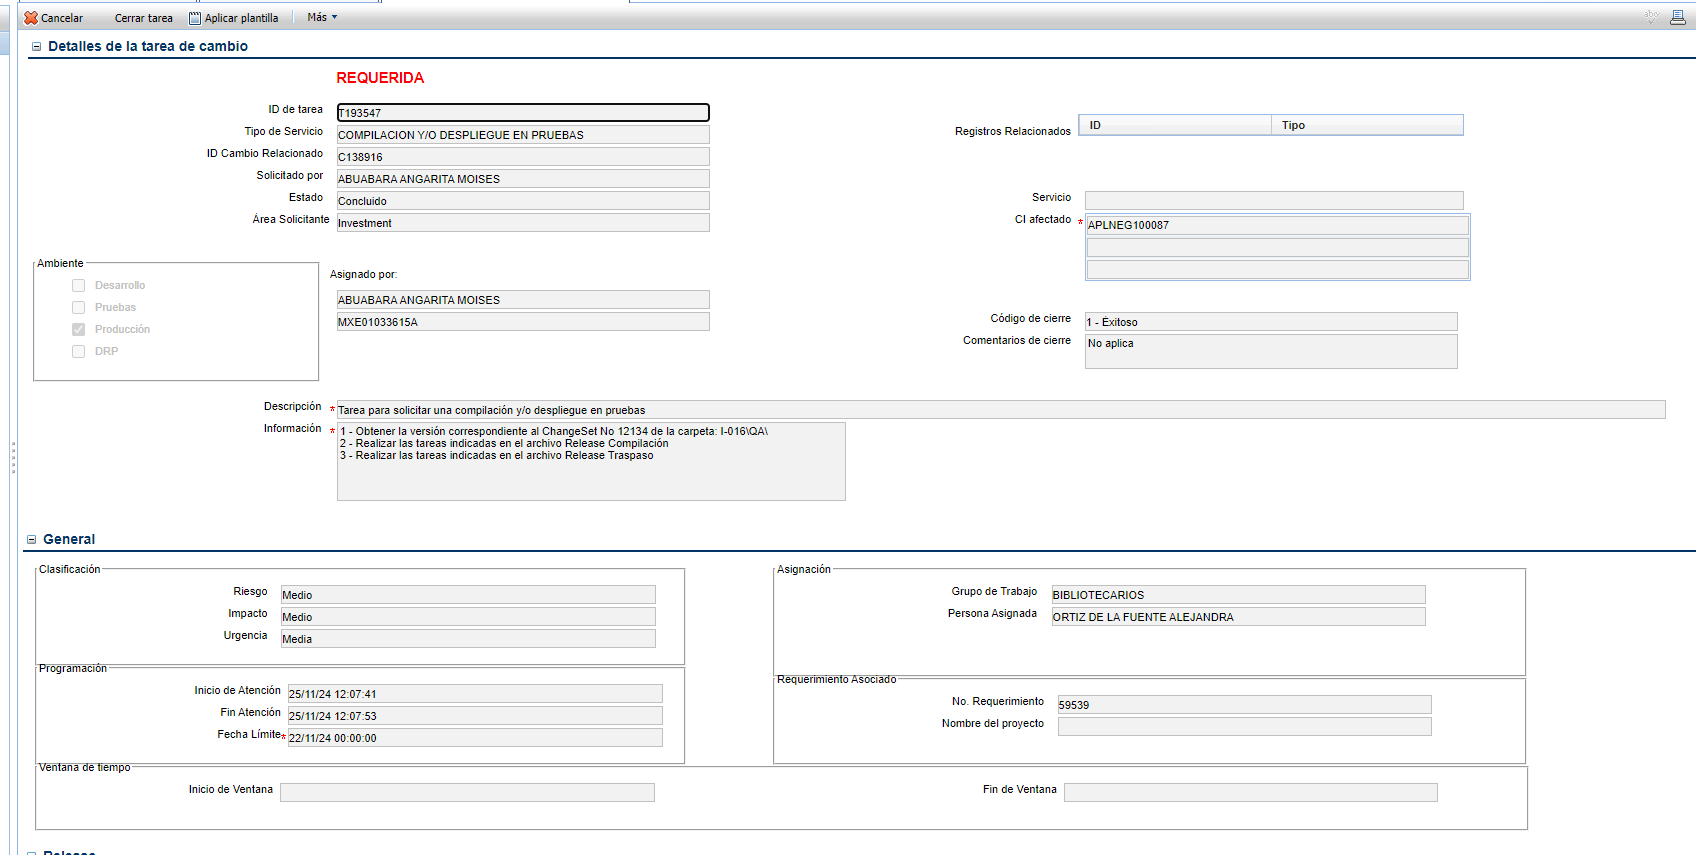 Cancelar Cerrar tarea Aplicar plantilla Más
Detalles de la tarea de cambio
REQUERIDA
ID de tarea T193547
Tipo de Servicio COMPILACION Y/O DESPLIEGUE EN PRUEBAS
Registros Relacionados ID Tipo
ID Cambio Relacionado C138916
Solicitado por ABUABARA ANGARITA MOISES
Estado Concluido
Servicio
Área Solicitante Investment
CI afectado * APLNEG100087
Ambiente
Desarrollo
Pruebas
Producción
DRP
Asignado por:
ABUABARA ANGARITA MOISES
MXE01033615A
Código de cierre 1 - Éxitoso
Comentarios de cierre No aplica
Descripción * Tarea para solicitar una compilación y/o despliegue en pruebas
Información * 1 - Obtener la versión correspondiente al ChangeSet No 12134 de la carpeta: I-016\QA\
2 - Realizar las tareas indicadas en el archivo Release Compilación
3 - Realizar las tareas indicadas en el archivo Release Traspaso
General
Clasificación
Riesgo Medio
Impacto Medio
Urgencia Media
Asignación
Grupo de Trabajo BIBLIOTECARIOS
Persona Asignada ORTIZ DE LA FUENTE ALEJANDRA
Programación
Inicio de Atención 25/11/24 12:07:41
Fin Atención 25/11/24 12:07:53
Fecha Límite * 22/11/24 00:00:00
Requerimiento Asociado
No. Requerimiento 59539
Nombre del proyecto
Ventana de tiempo
Inicio de Ventana
Fin de Ventana